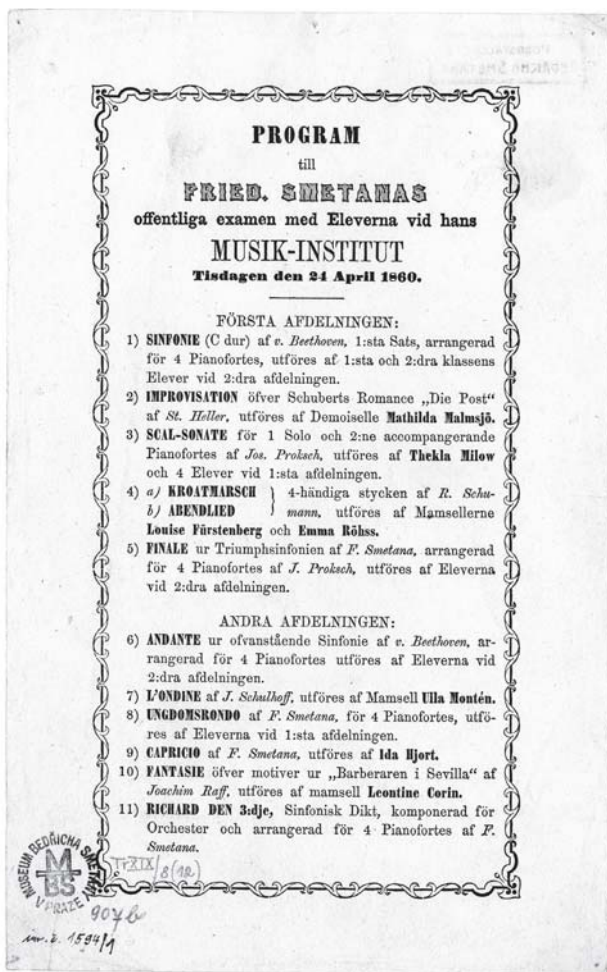 PROGRAM
till
FRIED. SMETANAS
offentliga examen med Eleverna vid hans
MUSIK-INSTITUT
Tisdagen den 24 April 1860.
FÖRSTA AFDELNINGEN:
1) SINFONIE (C dur) af v. Beethoven, 1:sta Sats, arrangerad
för 4 Pianofortes, utföres af 1:sta och 2:dra klassens
Elever vid 2:dra afdelningen.
2) IMPROVISATION öfver Schuberts Romance „Die Post“
af St. Heller, utföres af Demoiselle Mathilda Malmsjö.
3) SCAL-SONATE för 1 Solo och 2:ne accompangerande
Pianofortes af Jos. Proksch, utföres af Thekla Milow
och 4 Elever vid 1:sta afdelningen.
4) a) KROATMARSCH } 4-händiga stycken af R. Schu-
b) ABENDLIED } mann, utföres af Mamsellerne
Louise Fürstenberg och Emma Röhss.
5) FINALE ur Triumphsinfonien af F. Smetana, arrangerad
för 4 Pianofortes af J. Proksch, utföres af Eleverna
vid 2:dra afdelningen.
ANDRA AFDELNINGEN:
6) ANDANTE ur ofvanstående Sinfonie af v. Beethoven, ar-
rangerad för 4 Pianofortes utföres af Eleverna vid
2:dra afdelningen.
7) L'ONDINE af J. Schulhoff, utföres af Mamsell Ulla Montén.
8) UNGDOMSRONDO af F. Smetana, för 4 Pianofortes, utfö-
res af Eleverna vid 1:sta afdelningen.
9) CAPRICIO af F. Smetana, utföres af Ida Hjort.
10) FANTASIE öfver motiver ur „Barberaren i Sevilla“ af
Joachim Raff, utföres af mamsell Leontine Corin.
11) RICHARD DEN 3:dje, Sinfonisk Dikt, komponerad för
Orchester och arrangerad för 4 Pianofortes af F.
Smetana.
MUSEUM BEDŘICHA SMETANY
M
BS
V PRAZE
Tr XIX/8(12)
907b
inv. č. 1594/1